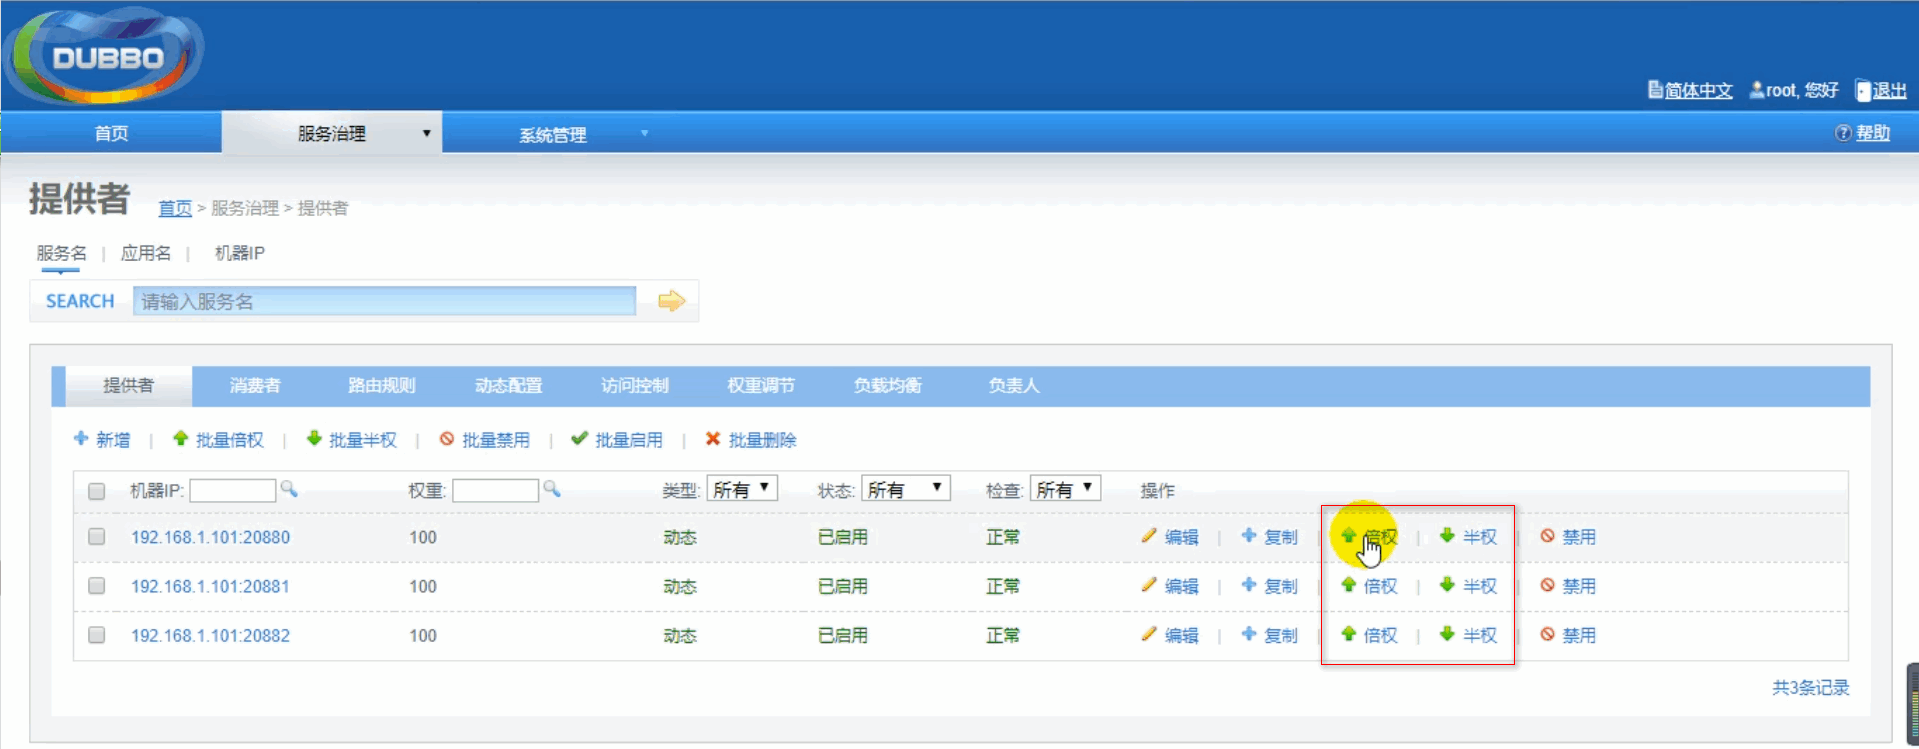 DUBBO
简体中文 root, 您好 退出
首页 服务治理 系统管理 帮助
提供者 首页 > 服务治理 > 提供者
服务名 | 应用名 | 机器IP
SEARCH 请输入服务名
提供者 消费者 路由规则 动态配置 访问控制 权重调节 负载均衡 负责人
新增 | 批量倍权 | 批量半权 | 批量禁用 | 批量启用 | 批量删除
机器IP: 权重: 类型: 所有 状态: 所有 检查: 所有 操作
192.168.1.101:20880 100 动态 已启用 正常 编辑 | 复制 | 倍权 | 半权 | 禁用
192.168.1.101:20881 100 动态 已启用 正常 编辑 | 复制 | 倍权 | 半权 | 禁用
192.168.1.101:20882 100 动态 已启用 正常 编辑 | 复制 | 倍权 | 半权 | 禁用
共3条记录